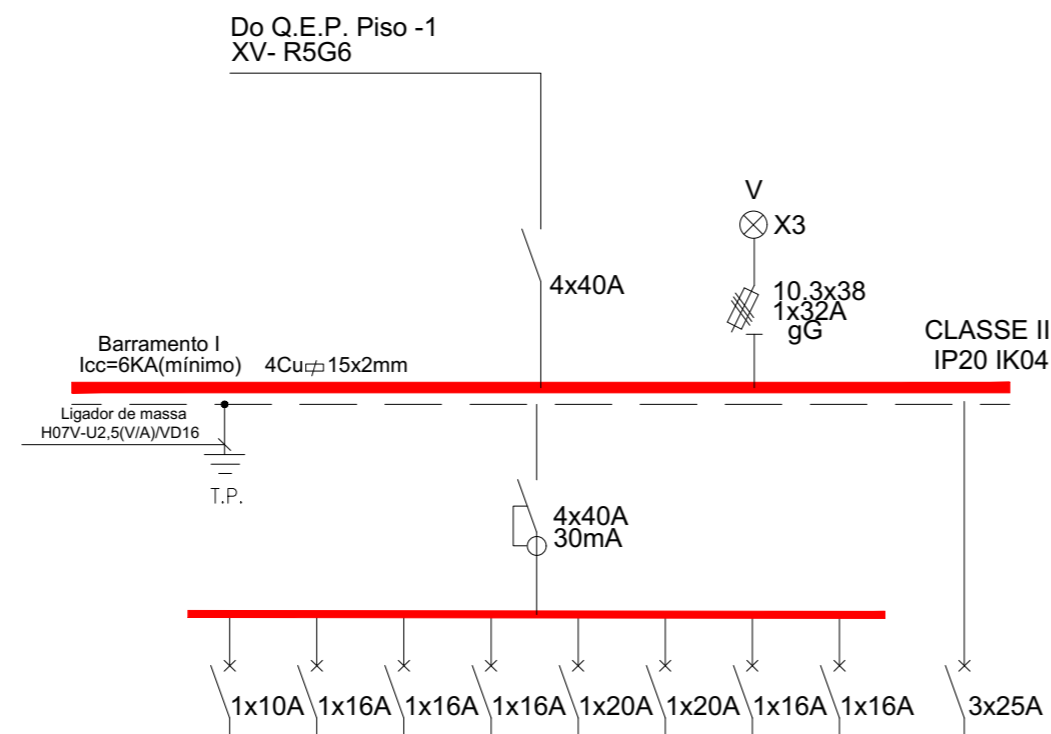 Do Q.E.P. Piso -1
XV- R5G6
V
X3
4x40A
10.3x38
1x32A
gG
CLASSE II
IP20 IK04
Barramento I
Icc=6KA(mínimo) 4Cu 15x2mm
Ligador de massa
H07V-U2,5(V/A)/VD16
T.P.
4x40A
30mA
1x10A 1x16A 1x16A 1x16A 1x20A 1x20A 1x16A 1x16A 3x25A